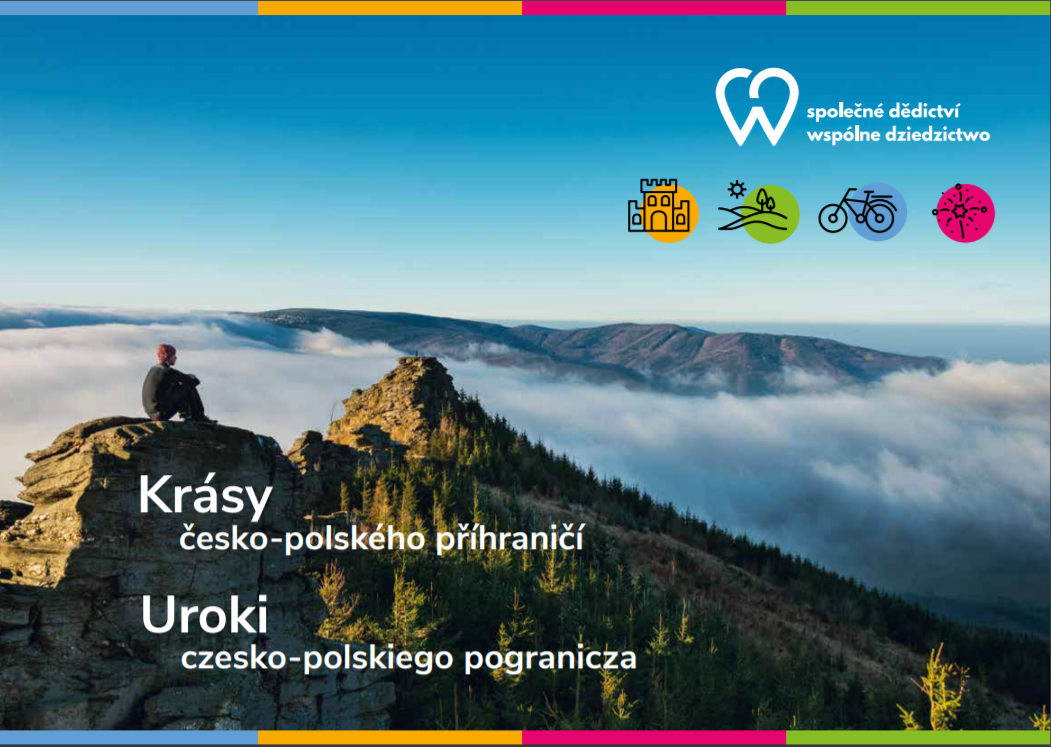 společné dědictví
wspólne dziedzictwo
Krásy
česko-polského příhraničí
Uroki
czesko-polskiego pogranicza